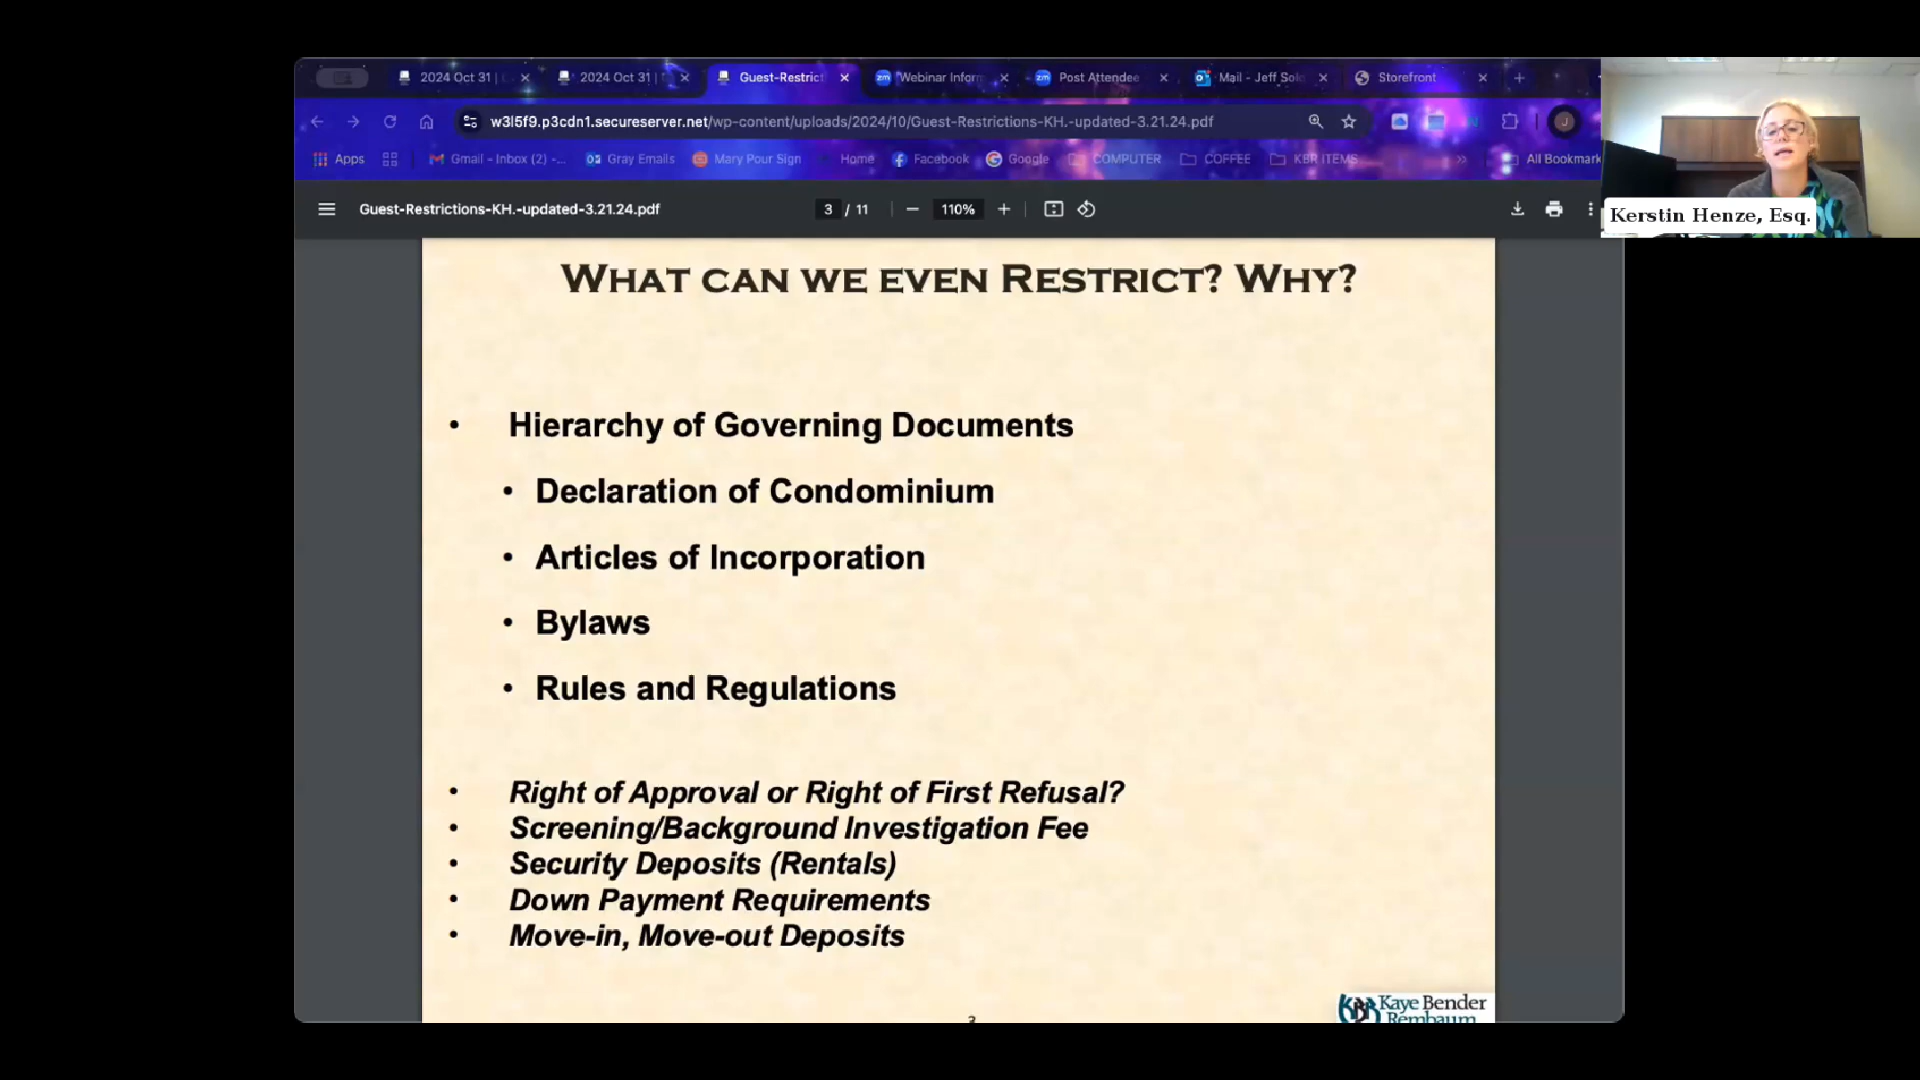 2024 Oct 31 |
2024 Oct 31 |
Guest-Restrict
Webinar Inform
Post Attendee
Mail - Jeff Solo
Storefront
w3l5f9.p3cdn1.secureserver.net/wp-content/uploads/2024/10/Guest-Restrictions-KH.-updated-3.21.24.pdf
J
Apps
Gmail - Inbox (2) -...
Gray Emails
Mary Pour Sign
Home
Facebook
Google
COMPUTER
COFFEE
KBR ITEMS
»
All Bookmark
Guest-Restrictions-KH.-updated-3.21.24.pdf
3 / 11
110%
Kerstin Henze, Esq.
WHAT CAN WE EVEN RESTRICT? WHY?
• Hierarchy of Governing Documents
• Declaration of Condominium
• Articles of Incorporation
• Bylaws
• Rules and Regulations
• Right of Approval or Right of First Refusal?
• Screening/Background Investigation Fee
• Security Deposits (Rentals)
• Down Payment Requirements
• Move-in, Move-out Deposits
3
KBR Kaye Bender
Rembaum